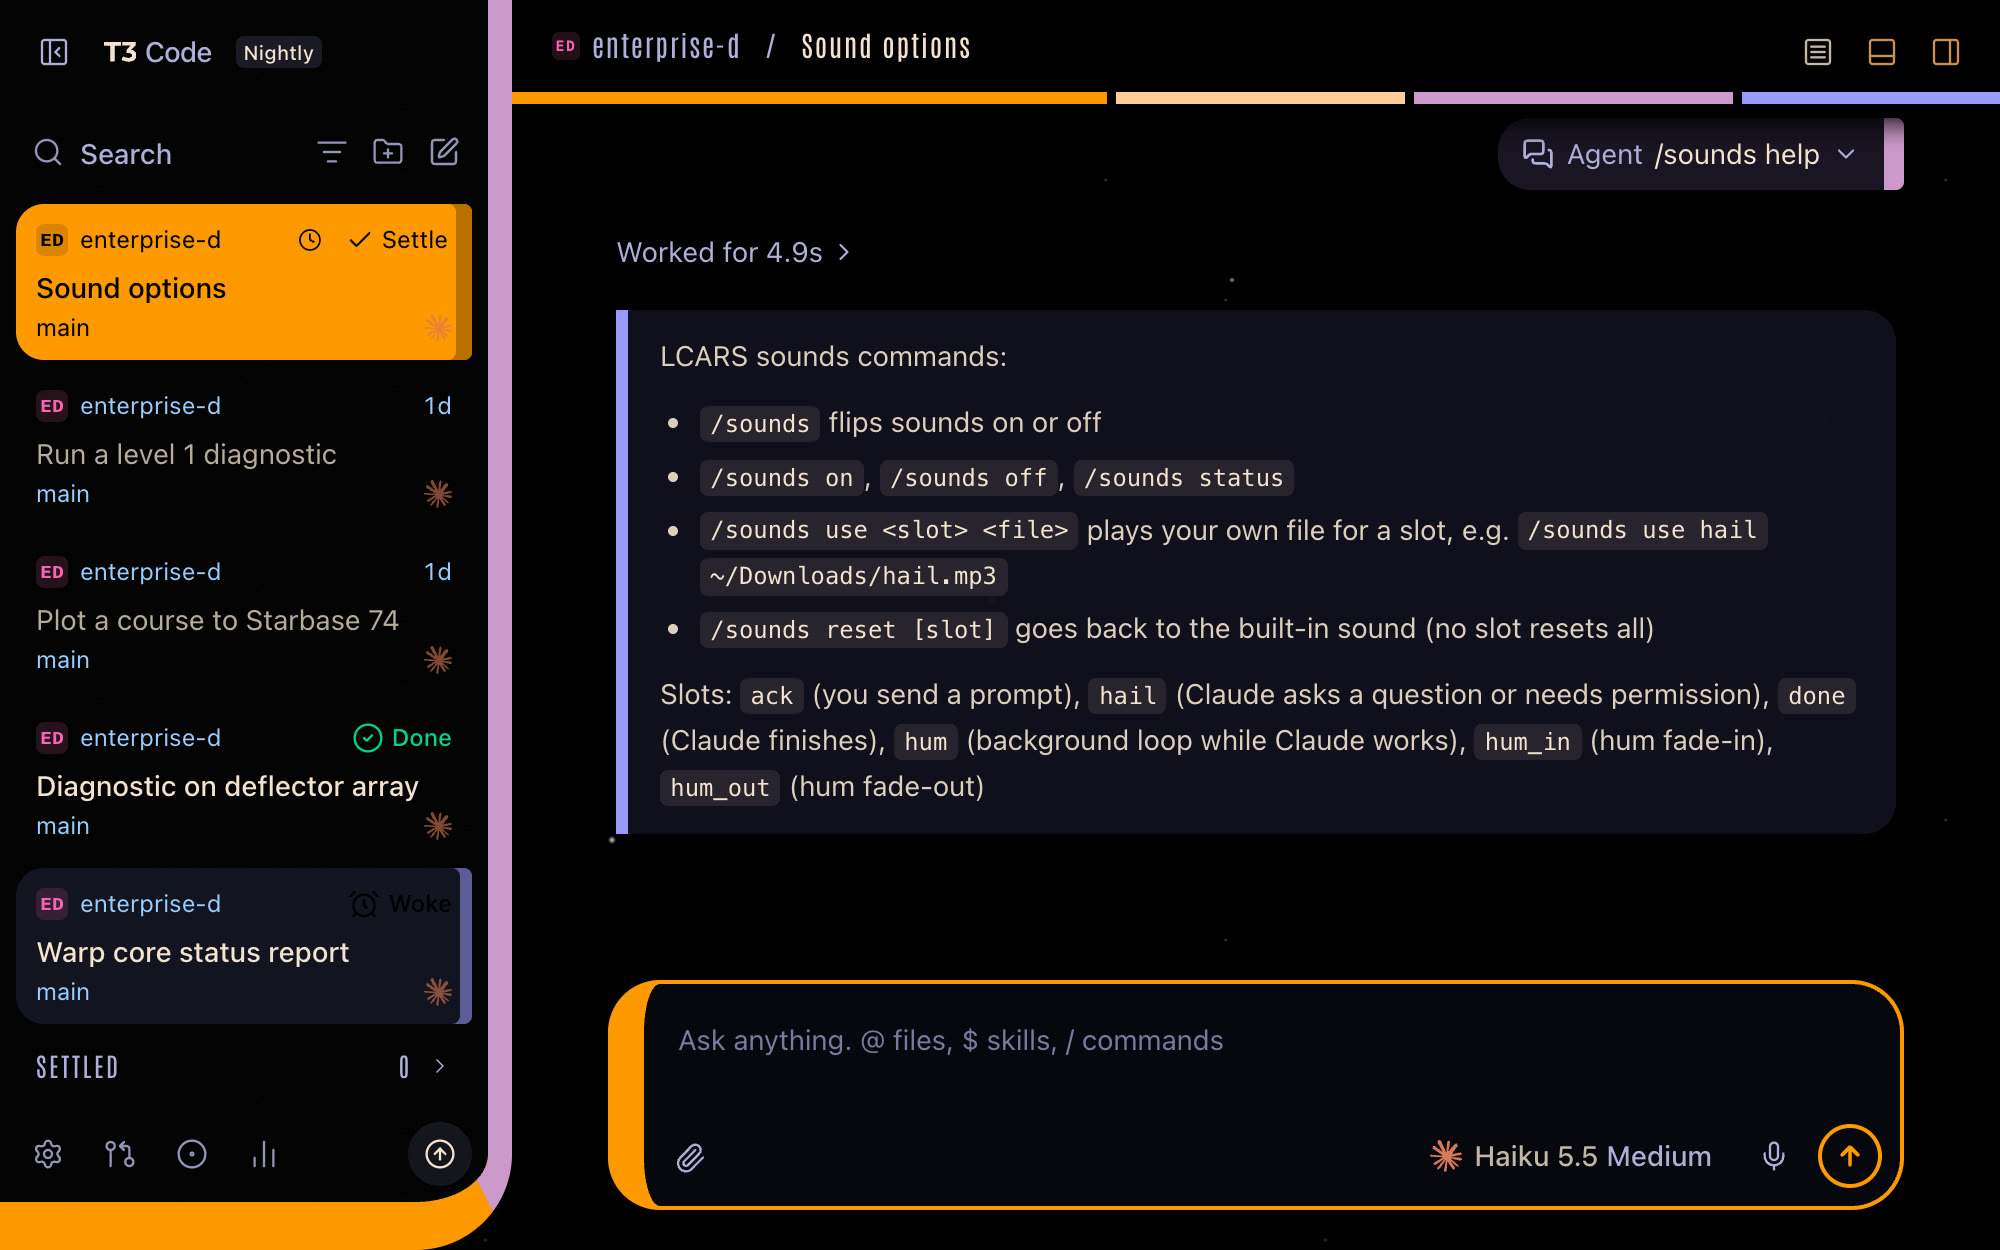 T3 Code Nightly
Search
ED enterprise-d Settle
Sound options
main
ED enterprise-d 1d
Run a level 1 diagnostic
main
ED enterprise-d 1d
Plot a course to Starbase 74
main
ED enterprise-d Done
Diagnostic on deflector array
main
ED enterprise-d Woke
Warp core status report
main
SETTLED 0
ED enterprise-d / Sound options
Agent /sounds help
Worked for 4.9s
LCARS sounds commands:
• /sounds flips sounds on or off
• /sounds on, /sounds off, /sounds status
• /sounds use <slot> <file> plays your own file for a slot, e.g. /sounds use hail
~/Downloads/hail.mp3
• /sounds reset [slot] goes back to the built-in sound (no slot resets all)
Slots: ack (you send a prompt), hail (Claude asks a question or needs permission), done
(Claude finishes), hum (background loop while Claude works), hum_in (hum fade-in),
hum_out (hum fade-out)
Ask anything. @ files, $ skills, / commands
Haiku 5.5 Medium